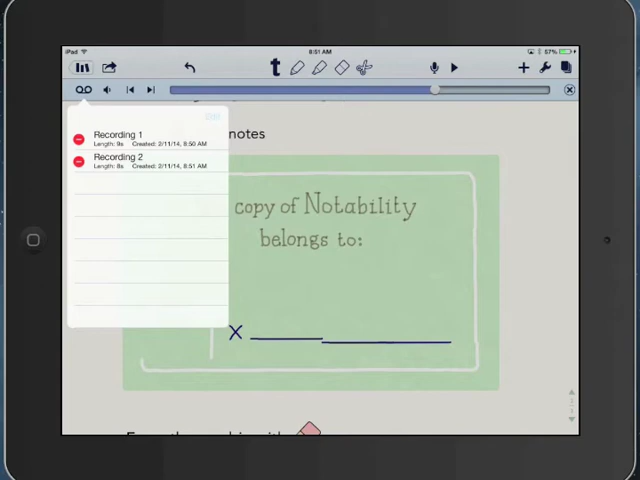 iPad
8:51 AM
57%
t
Recording 1
Length: 9s Created: 2/11/14, 8:50 AM
Recording 2
Length: 8s Created: 2/11/14, 8:51 AM
notes
copy of Notability
belongs to:
X